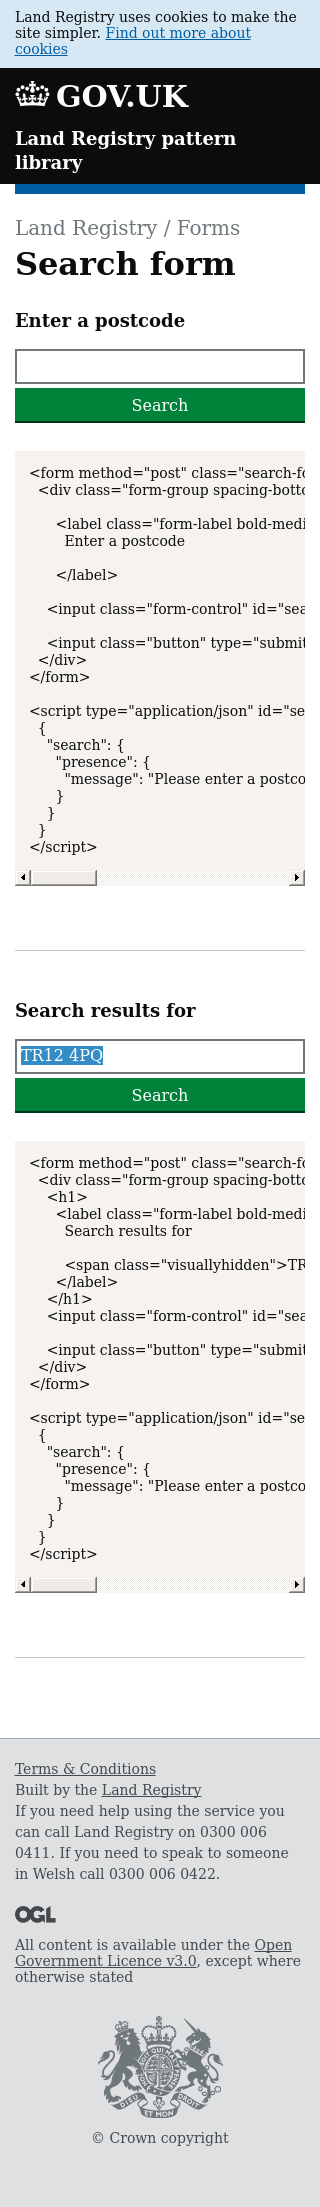 Land Registry uses cookies to make the
site simpler. Find out more about
cookies
GOV.UK
Land Registry pattern
library
Land Registry / Forms
Search form
Enter a postcode
Search
<form method="post" class="search-fo
<div class="form-group spacing-botto
<label class="form-label bold-medi
Enter a postcode
</label>
<input class="form-control" id="sea
<input class="button" type="submit
</div>
</form>
<script type="application/json" id="se
{
"search": {
"presence": {
"message": "Please enter a postco
}
}
}
</script>
Search results for
TR12 4PQ
Search
<form method="post" class="search-fo
<div class="form-group spacing-botto
<h1>
<label class="form-label bold-medi
Search results for
<span class="visuallyhidden">TR
</label>
</h1>
<input class="form-control" id="sea
<input class="button" type="submit
</div>
</form>
<script type="application/json" id="se
{
"search": {
"presence": {
"message": "Please enter a postco
}
}
}
</script>
Terms & Conditions
Built by the Land Registry
If you need help using the service you
can call Land Registry on 0300 006
0411. If you need to speak to someone
in Welsh call 0300 006 0422.
OGL
All content is available under the Open
Government Licence v3.0, except where
otherwise stated
© Crown copyright